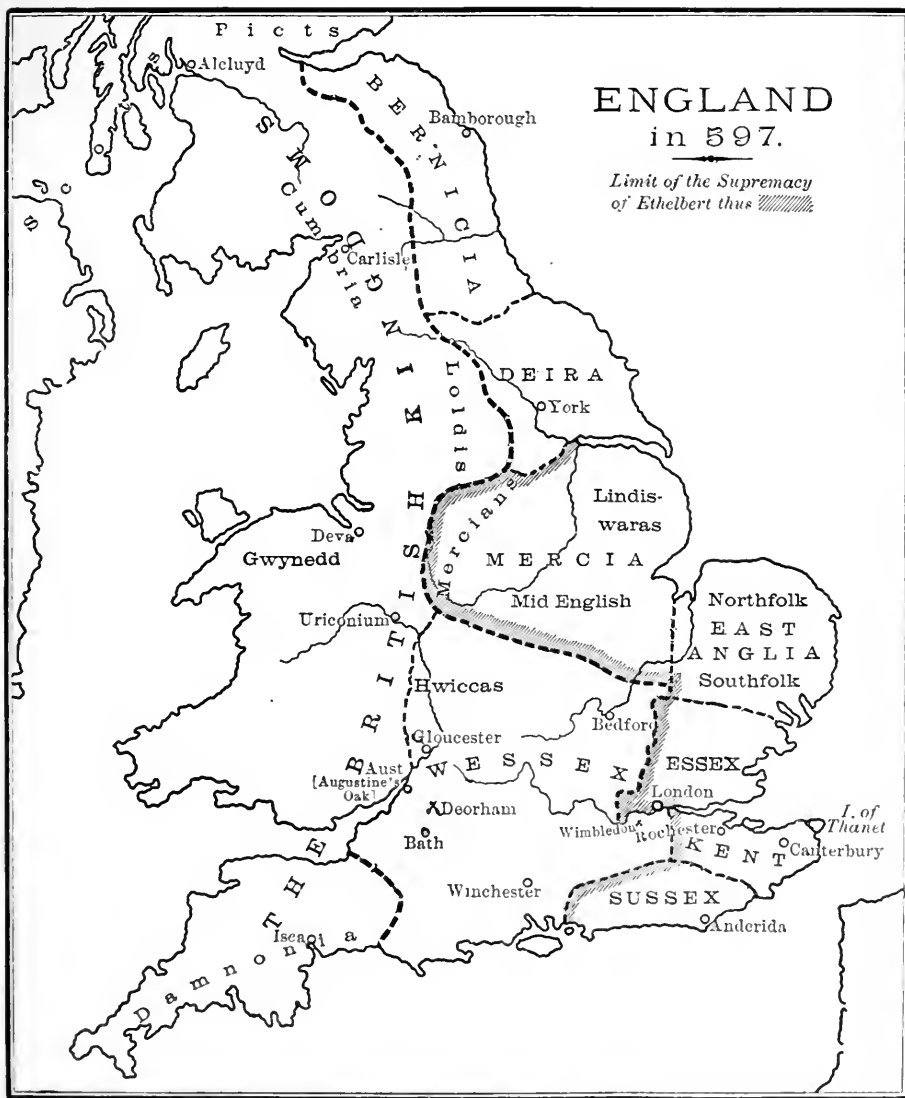 ENGLAND
in 597.
Limit of the Supremacy
of Ethelbert thus
Picts
Scots
Alcluyd
BERNICIA
Bamborough
THE BRITISH KINGDOMS
Cumbria
Carlisle
Loidis
DEIRA
York
Mercians
Lindis-
waras
MERCIA
Mid English
Deva
Gwynedd
Uriconium
Northfolk
EAST
ANGLIA
Southfolk
Hwiccas
Bedford
Gloucester
Aust
[Augustine's
Oak]
WESSEX
ESSEX
London
Deorham
Bath
Wimbledon
Rochester
I. of
Thanet
KENT
Canterbury
Winchester
SUSSEX
Anderida
Isca
Damnonia